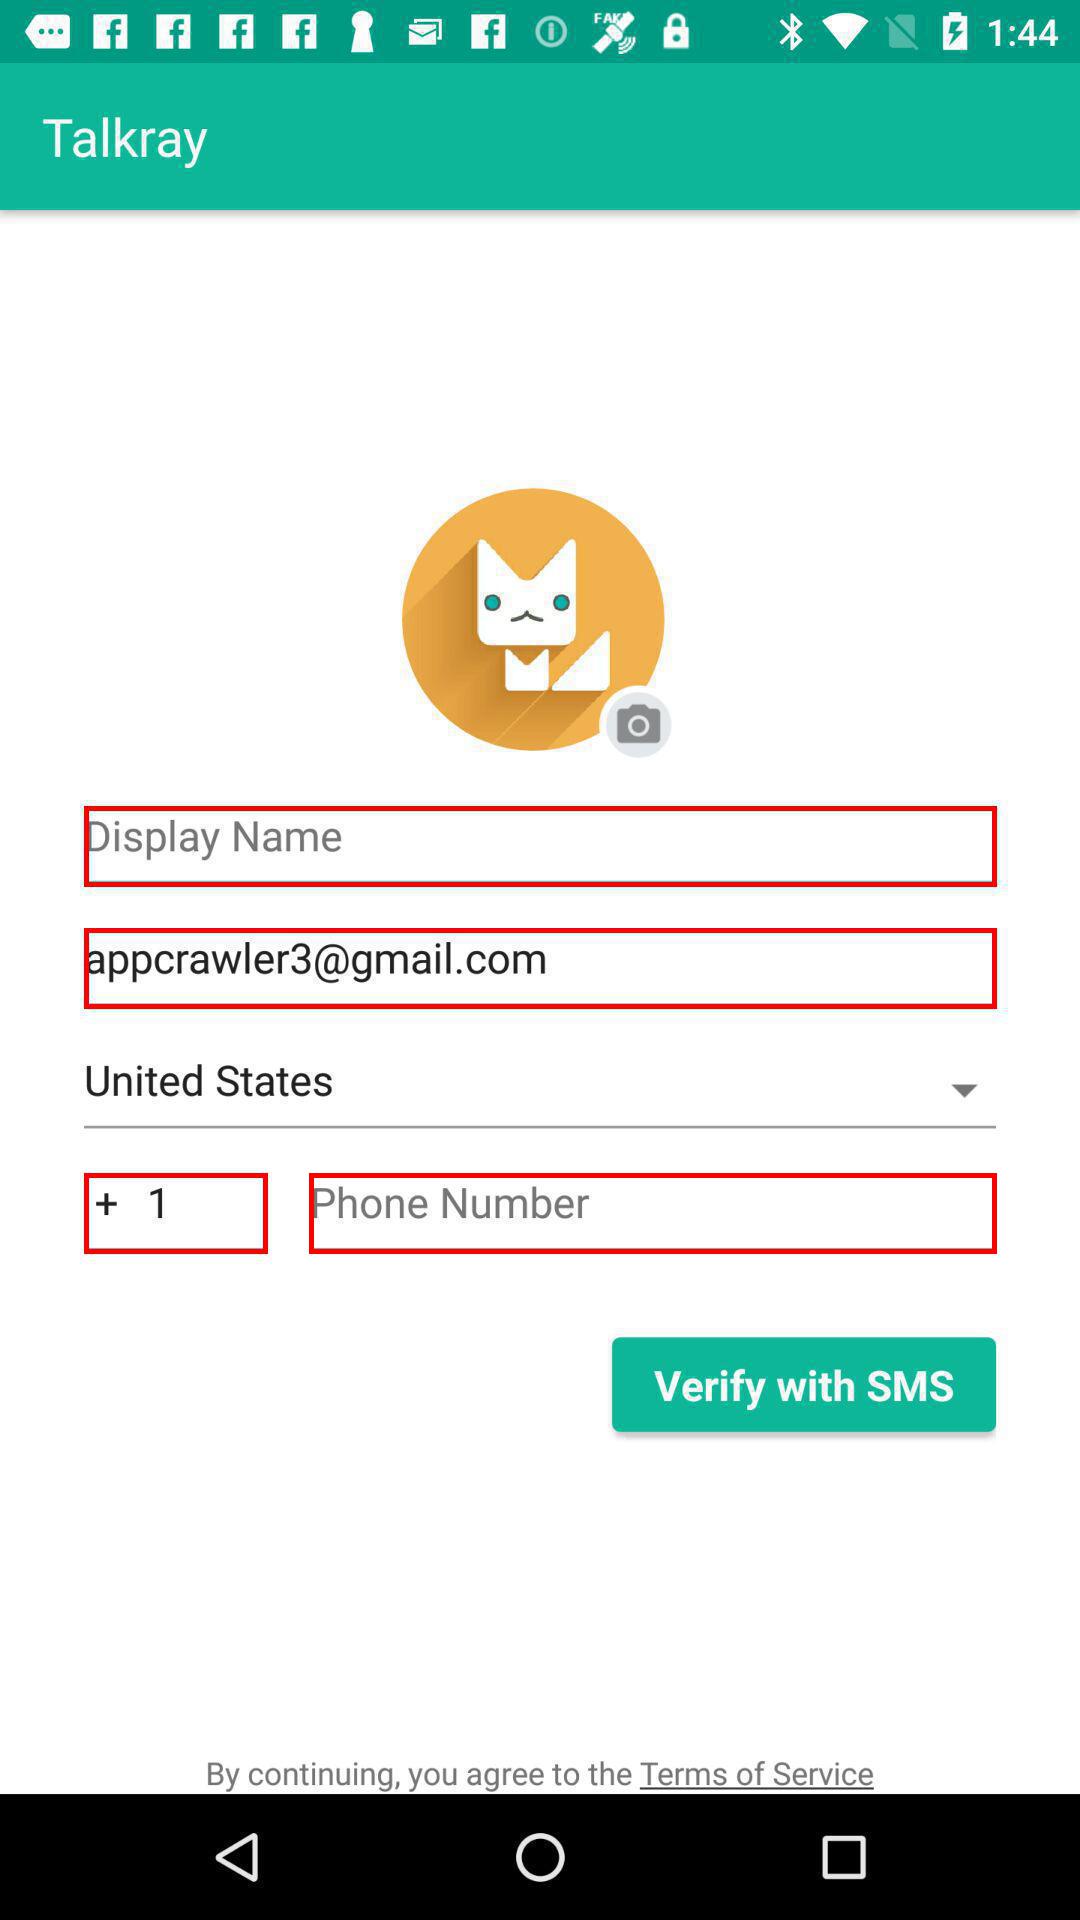 FAKE
1:44
Talkray
Display Name
appcrawler3@gmail.com
United States
+ 1
Phone Number
Verify with SMS
By continuing, you agree to the Terms of Service